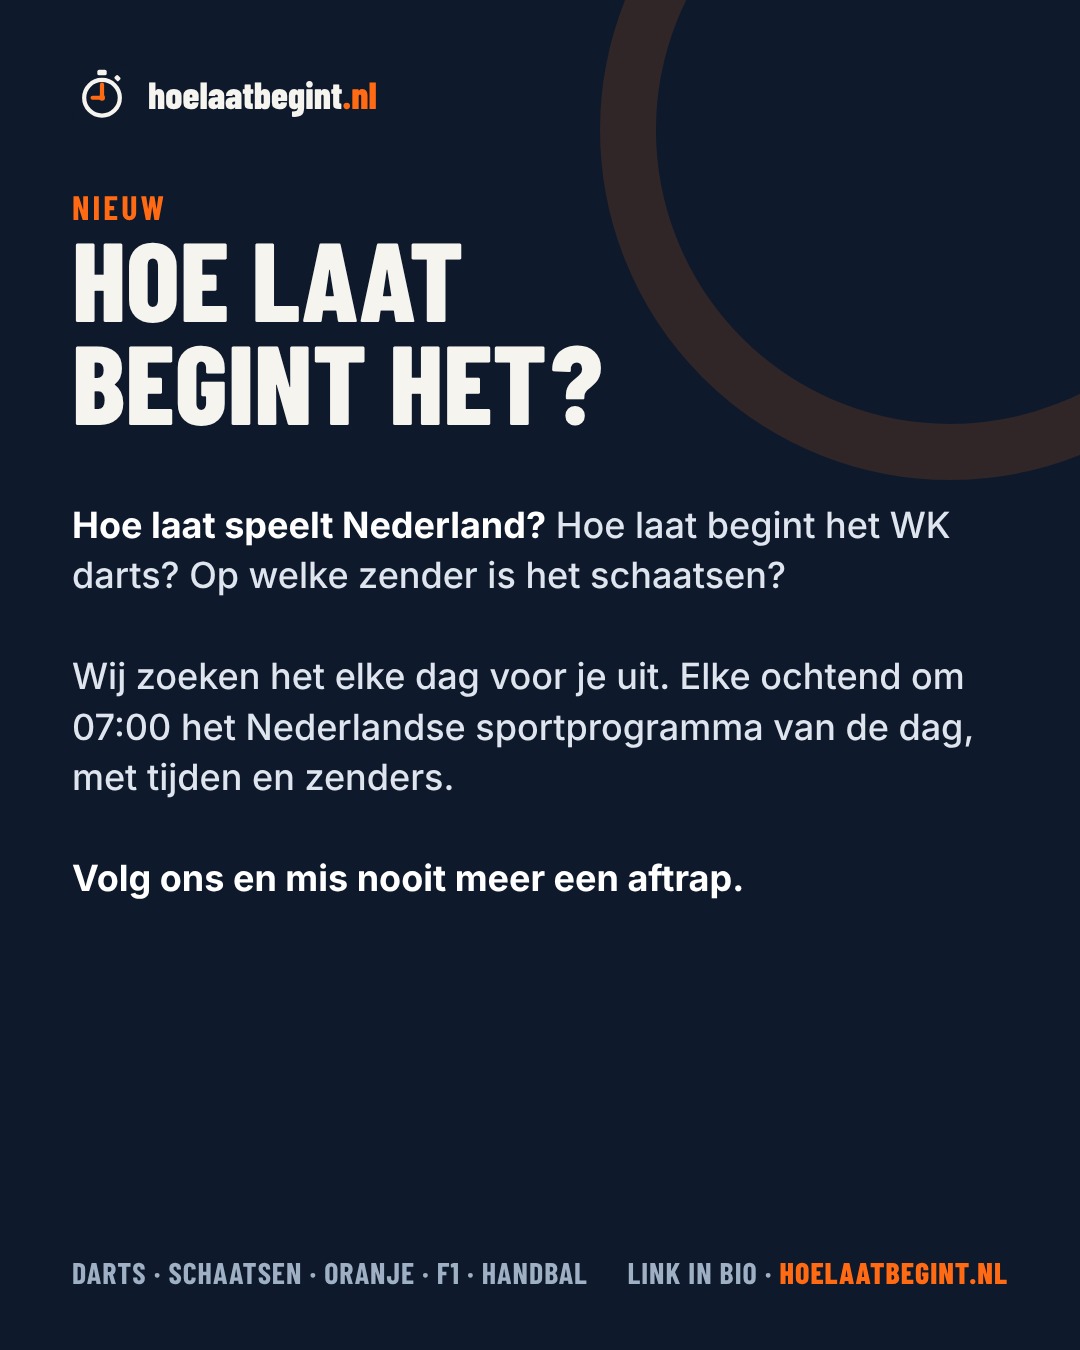 hoelaatbegint.nl
NIEUW
HOE LAAT
BEGINT HET?
Hoe laat speelt Nederland? Hoe laat begint het WK
darts? Op welke zender is het schaatsen?
Wij zoeken het elke dag voor je uit. Elke ochtend om
07:00 het Nederlandse sportprogramma van de dag,
met tijden en zenders.
Volg ons en mis nooit meer een aftrap.
DARTS · SCHAATSEN · ORANJE · F1 · HANDBAL LINK IN BIO · HOELAATBEGINT.NL